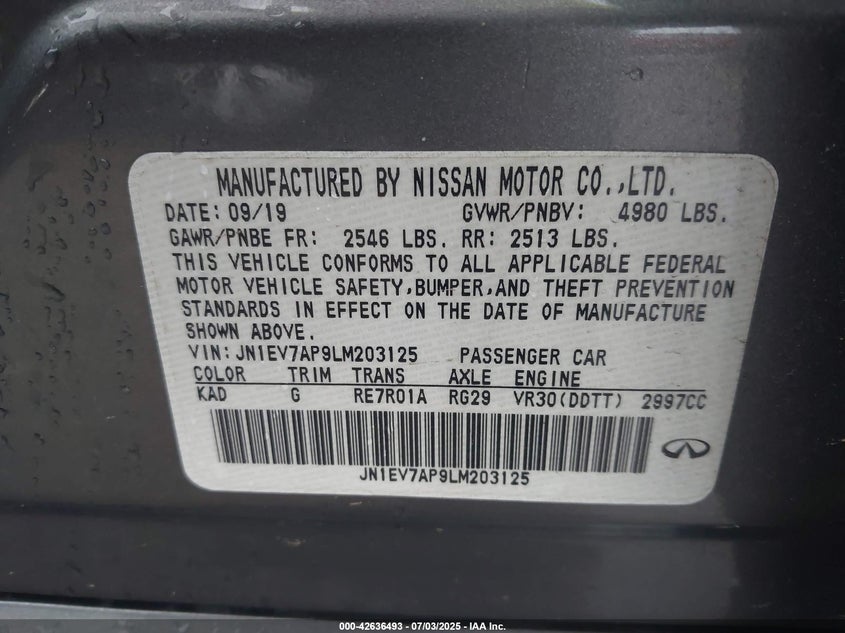 MANUFACTURED BY NISSAN MOTOR CO.,LTD.
DATE: 09/19 GVWR/PNBV: 4980 LBS.
GAWR/PNBE FR: 2546 LBS. RR: 2513 LBS.
THIS VEHICLE CONFORMS TO ALL APPLICABLE FEDERAL
MOTOR VEHICLE SAFETY,BUMPER,AND THEFT PREVENTION
STANDARDS IN EFFECT ON THE DATE OF MANUFACTURE
SHOWN ABOVE.
VIN: JN1EV7AP9LM203125 PASSENGER CAR
COLOR TRIM TRANS AXLE ENGINE
KAD G RE7R01A RG29 VR30(DDTT) 2997CC
JN1EV7AP9LM203125
000-42636493 - 07/03/2025 - IAA Inc.